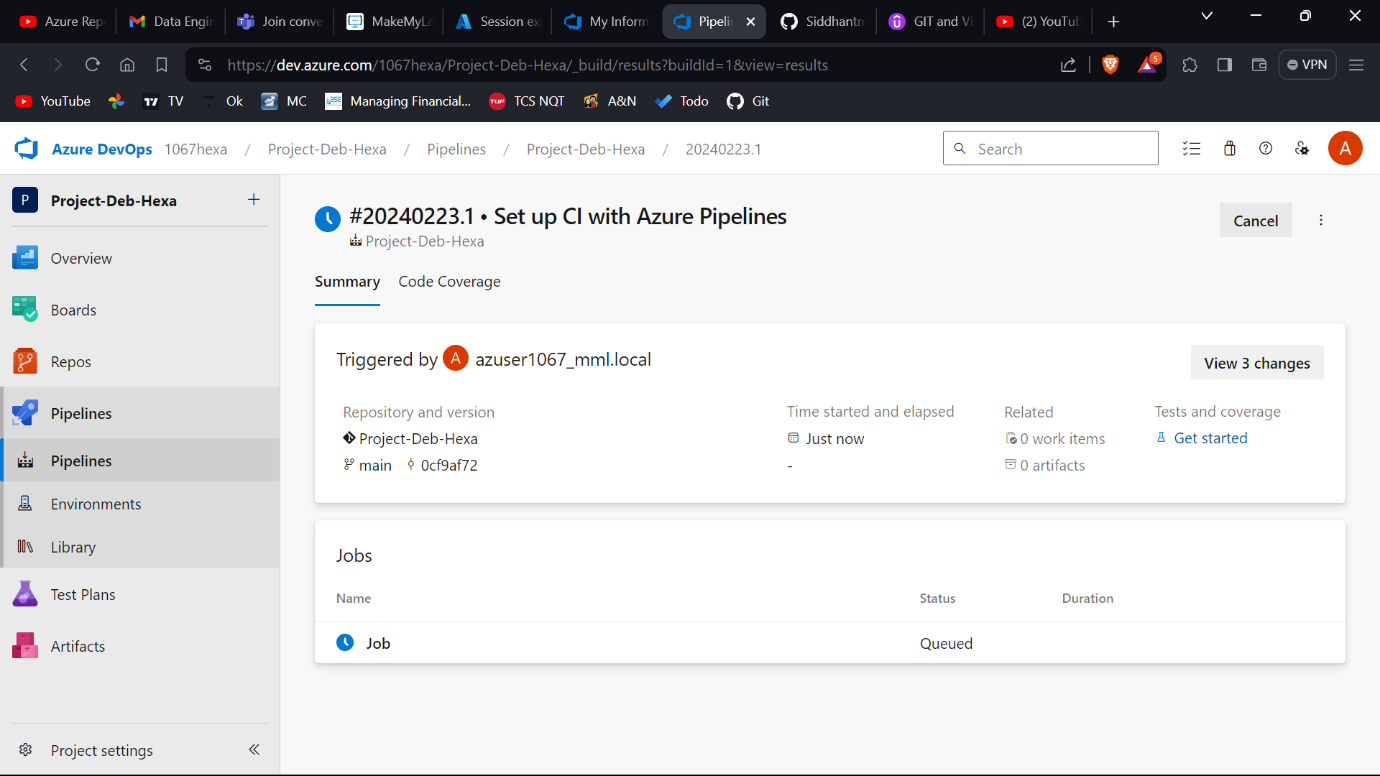 Azure Rep
Data Engin
Join conve
MakeMyLe
Session ex
My Inform
Pipeli
Siddhantm
GIT and Vi
(2) YouTub
https://dev.azure.com/1067hexa/Project-Deb-Hexa/_build/results?buildId=1&view=results
5
VPN
YouTube
TV
Ok
MC
Managing Financial...
TCS NQT
A&N
Todo
Git
Azure DevOps 1067hexa / Project-Deb-Hexa / Pipelines / Project-Deb-Hexa / 20240223.1
Search
A
P Project-Deb-Hexa
Overview
Boards
Repos
Pipelines
Pipelines
Environments
Library
Test Plans
Artifacts
Project settings
#20240223.1 • Set up CI with Azure Pipelines
Project-Deb-Hexa
Cancel
Summary
Code Coverage
Triggered by A azuser1067_mml.local
View 3 changes
Repository and version
Project-Deb-Hexa
main 0cf9af72
Time started and elapsed
Just now
-
Related
0 work items
0 artifacts
Tests and coverage
Get started
Jobs
Name Status Duration
Job Queued